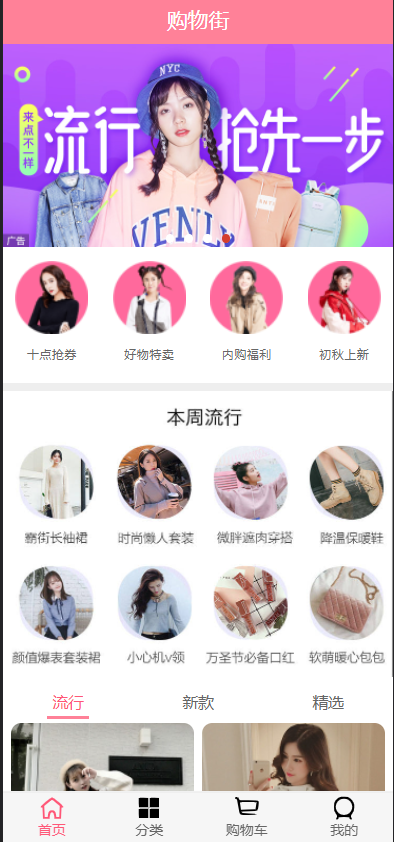 购物街
NYC
来点不一样
流行
抢先一步
VENLY
广告
十点抢券
好物特卖
内购福利
初秋上新
本周流行
霸街长袖裙
时尚懒人套装
微胖遮肉穿搭
降温保暖鞋
颜值爆表套装裙
小心机v领
万圣节必备口红
软萌暖心包包
流行
新款
精选
首页
分类
购物车
我的